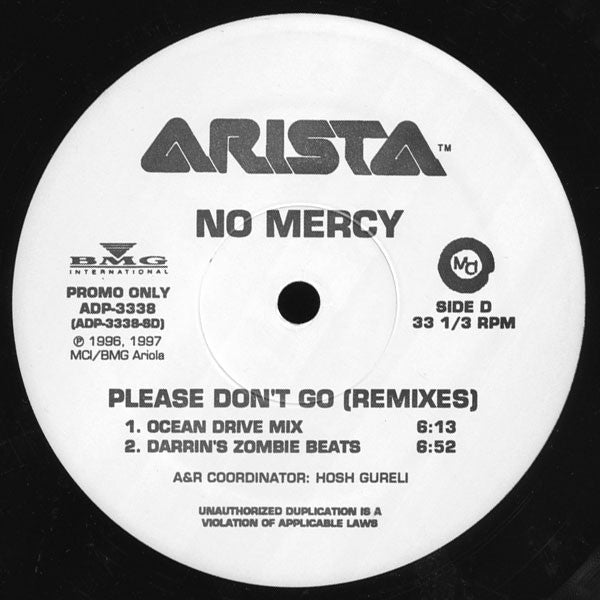 ARISTA™
NO MERCY
BMG
INTERNATIONAL
PROMO ONLY
ADP-3338
(ADP-3338-SD)
℗ 1996, 1997
MCI/BMG Ariola
MCI
SIDE D
33 1/3 RPM
PLEASE DON'T GO (REMIXES)
1. OCEAN DRIVE MIX 6:13
2. DARRIN'S ZOMBIE BEATS 6:52
A&R COORDINATOR: HOSH GURELI
UNAUTHORIZED DUPLICATION IS A
VIOLATION OF APPLICABLE LAWS